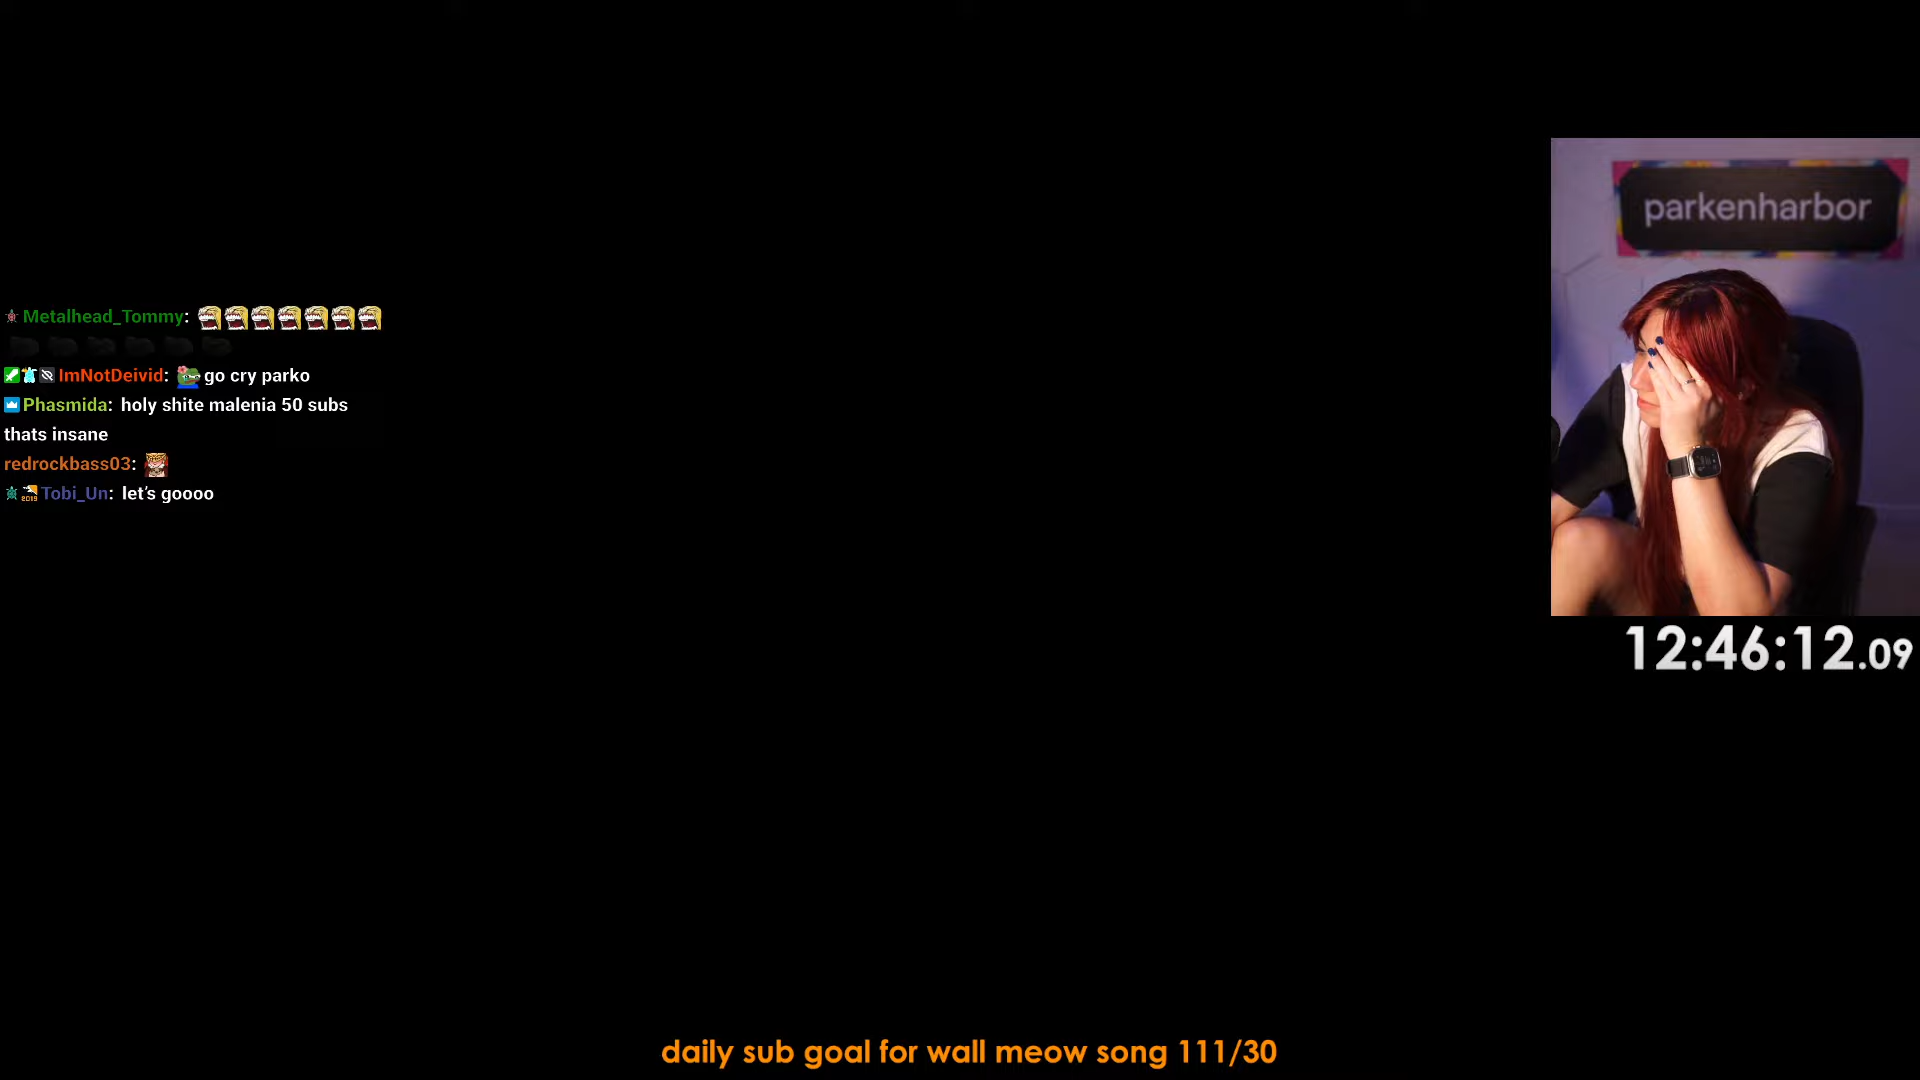 parkenharbor
Metalhead_Tommy:
ImNotDeivid: go cry parko
Phasmida: holy shite malenia 50 subs
thats insane
redrockbass03:
2019 Tobi_Un: let's goooo
12:46:12.09
daily sub goal for wall meow song 111/30